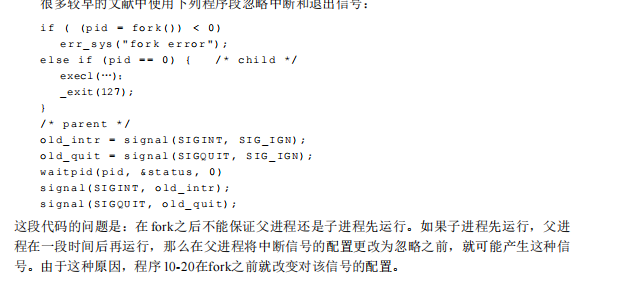 很多较早的文献中使用下列程序段忽略中断和退出信号：
if ( (pid = fork()) < 0)
err_sys("fork error");
else if (pid == 0) { /* child */
execl(…);
_exit(127);
}
/* parent */
old_intr = signal(SIGINT, SIG_IGN);
old_quit = signal(SIGQUIT, SIG_IGN);
waitpid(pid, &status, 0)
signal(SIGINT, old_intr);
signal(SIGQUIT, old_quit);
这段代码的问题是：在fork之后不能保证父进程还是子进程先运行。如果子进程先运行，父进
程在一段时间后再运行，那么在父进程将中断信号的配置更改为忽略之前，就可能产生这种信
号。由于这种原因，程序10-20在fork之前就改变对该信号的配置。